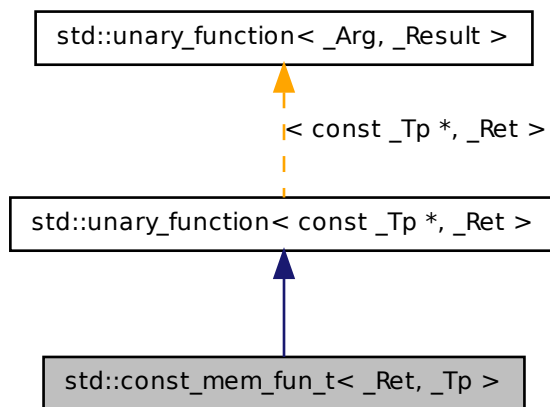 std::unary_function< _Arg, _Result >
< const _Tp *, _Ret >
std::unary_function< const _Tp *, _Ret >
std::const_mem_fun_t< _Ret, _Tp >